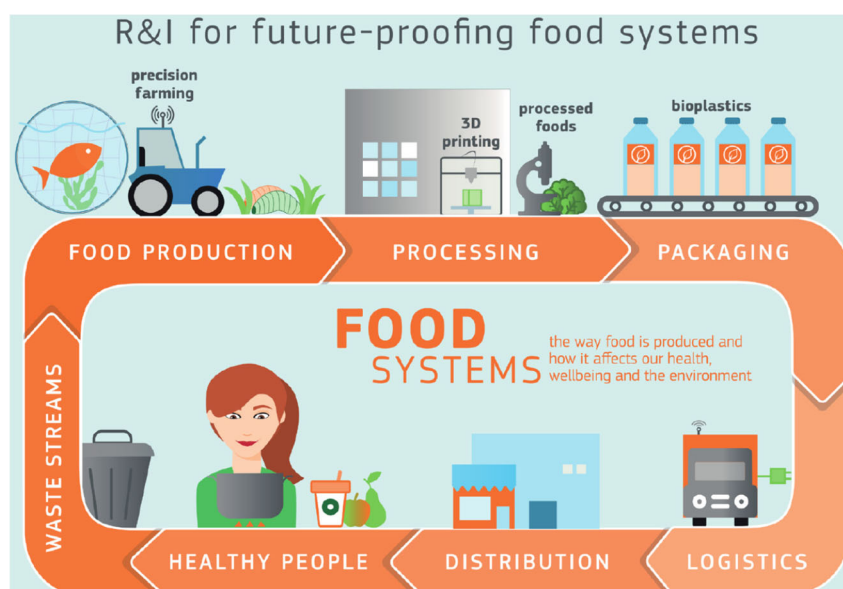 R&I for future-proofing food systems
precision
farming
3D
printing
processed
foods
bioplastics
FOOD PRODUCTION
PROCESSING
PACKAGING
FOOD
SYSTEMS
the way food is produced and
how it affects our health,
wellbeing and the environment
WASTE STREAMS
HEALTHY PEOPLE
DISTRIBUTION
LOGISTICS